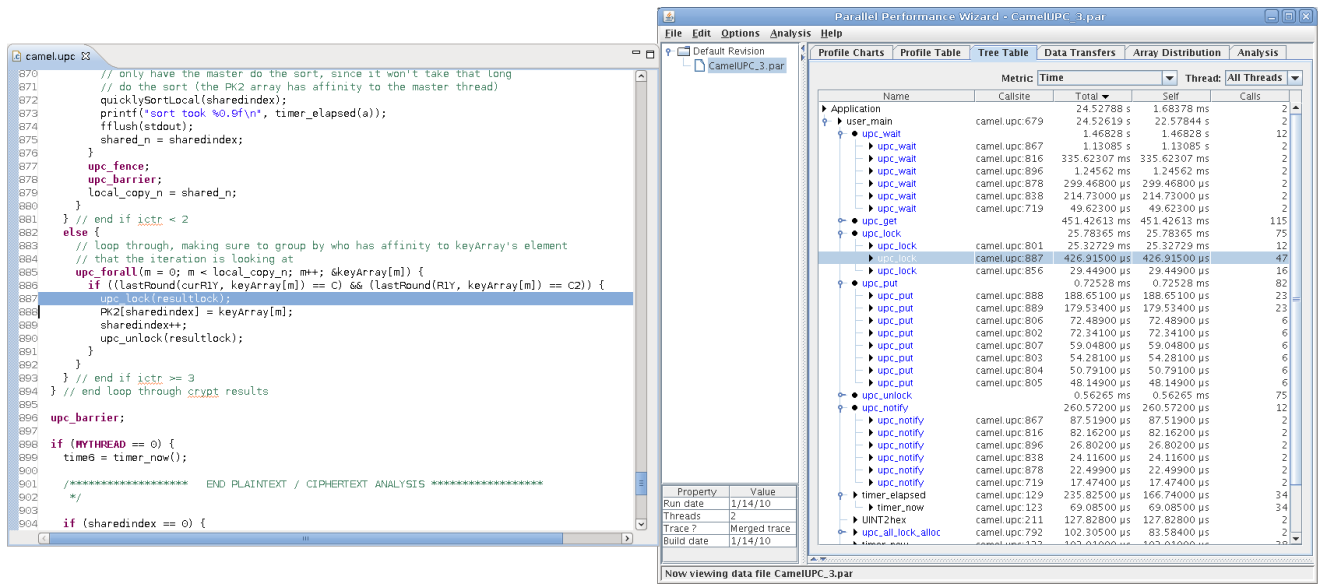 camel.upc
870 // only have the master do the sort, since it won't take that long
871 // do the sort (the PK2 array has affinity to the master thread)
872 quicklySortLocal(sharedindex);
873 printf("sort took %0.9f\n", timer_elapsed(a));
874 fflush(stdout);
875 shared_n = sharedindex;
876 }
877 upc_fence;
878 upc_barrier;
879 local_copy_n = shared_n;
880 }
881 } // end if ictr < 2
882 else {
883 // loop through, making sure to group by who has affinity to keyArray's element
884 // that the iteration is looking at
885 upc_forall(m = 0; m < local_copy_n; m++; &keyArray[m]) {
886 if ((lastRound(curR1Y, keyArray[m]) == C) && (lastRound(R1Y, keyArray[m]) == C2)) {
887 upc_lock(resultlock);
888 PK2[sharedindex] = keyArray[m];
889 sharedindex++;
890 upc_unlock(resultlock);
891 }
892 }
893 } // end if ictr >= 3
894 } // end loop through crypt results
895
896 upc_barrier;
897
898 if (MYTHREAD == 0) {
899 time6 = timer_now();
900
901 /******************* END PLAINTEXT / CIPHERTEXT ANALYSIS ******************
902 */
903
904 if (sharedindex == 0) {
Parallel Performance Wizard - CamelUPC_3.par
File Edit Options Analysis Help
Default Revision
CamelUPC_3.par
Profile Charts Profile Table Tree Table Data Transfers Array Distribution Analysis
Metric: Time Thread: All Threads
Name Callsite Total Self Calls
Application 24.52788 s 1.68378 ms 2
user_main camel.upc:679 24.52619 s 22.57844 s 2
upc_wait 1.46828 s 1.46828 s 12
upc_wait camel.upc:867 1.13085 s 1.13085 s 2
upc_wait camel.upc:816 335.62307 ms 335.62307 ms 2
upc_wait camel.upc:896 1.24562 ms 1.24562 ms 2
upc_wait camel.upc:878 299.46800 µs 299.46800 µs 2
upc_wait camel.upc:838 214.73000 µs 214.73000 µs 2
upc_wait camel.upc:719 49.62300 µs 49.62300 µs 2
upc_get 451.42613 ms 451.42613 ms 115
upc_lock 25.78365 ms 25.78365 ms 75
upc_lock camel.upc:801 25.32729 ms 25.32729 ms 12
upc_lock camel.upc:887 426.91500 µs 426.91500 µs 47
upc_lock camel.upc:856 29.44900 µs 29.44900 µs 16
upc_put 0.72528 ms 0.72528 ms 82
upc_put camel.upc:888 188.65100 µs 188.65100 µs 23
upc_put camel.upc:889 179.53400 µs 179.53400 µs 23
upc_put camel.upc:806 72.48900 µs 72.48900 µs 6
upc_put camel.upc:802 72.34100 µs 72.34100 µs 6
upc_put camel.upc:807 59.04800 µs 59.04800 µs 6
upc_put camel.upc:803 54.28100 µs 54.28100 µs 6
upc_put camel.upc:804 50.79100 µs 50.79100 µs 6
upc_put camel.upc:805 48.14900 µs 48.14900 µs 6
upc_unlock 0.56265 ms 0.56265 ms 75
upc_notify 260.57200 µs 260.57200 µs 12
upc_notify camel.upc:867 87.51900 µs 87.51900 µs 2
upc_notify camel.upc:816 82.16200 µs 82.16200 µs 2
upc_notify camel.upc:896 26.80200 µs 26.80200 µs 2
upc_notify camel.upc:838 24.11600 µs 24.11600 µs 2
upc_notify camel.upc:878 22.49900 µs 22.49900 µs 2
upc_notify camel.upc:719 17.47400 µs 17.47400 µs 2
timer_elapsed camel.upc:129 235.82500 µs 166.74000 µs 34
timer_now camel.upc:123 69.08500 µs 69.08500 µs 34
UINT2hex camel.upc:211 127.82800 µs 127.82800 µs 2
upc_all_lock_alloc camel.upc:792 102.30500 µs 83.58400 µs 2
Property Value
Run date 1/14/10
Threads 2
Trace ? Merged trace
Build date 1/14/10
Now viewing data file CamelUPC_3.par